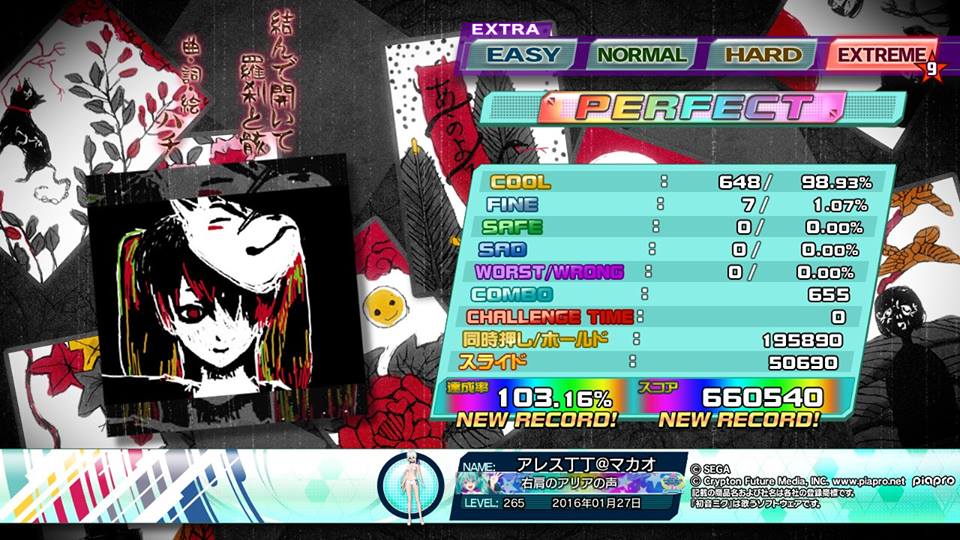 EXTRA
EASY NORMAL HARD EXTREME 9
PERFECT
結んで開いて
羅刹と骸
曲・詞・絵
ハチ
あのよ
COOL : 648/ 98.93%
FINE : 7/ 1.07%
SAFE : 0/ 0.00%
SAD : 0/ 0.00%
WORST/WRONG : 0/ 0.00%
COMBO : 655
CHALLENGE TIME : 0
同時押し/ホールド : 195890
スライド : 50690
達成率 103.16% スコア 660540
NEW RECORD! NEW RECORD!
NAME: アレス丁丁@マカオ
右肩のアリアの声
LEVEL: 265 2016年01月27日
© SEGA
© Crypton Future Media, INC. www.piapro.net piapro
記載の商品名および社名は各社の登録商標です。
「初音ミク」は歌うソフトウェアです。